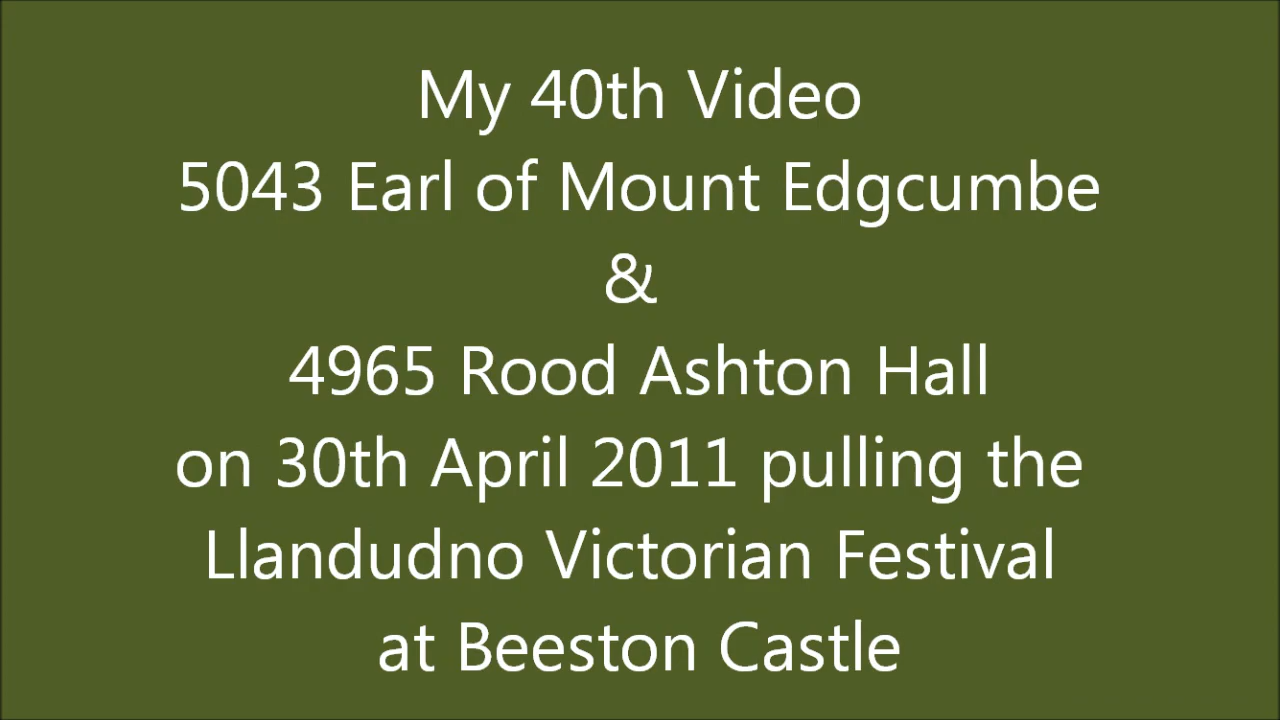 My 40th Video
5043 Earl of Mount Edgcumbe
&
4965 Rood Ashton Hall
on 30th April 2011 pulling the
Llandudno Victorian Festival
at Beeston Castle